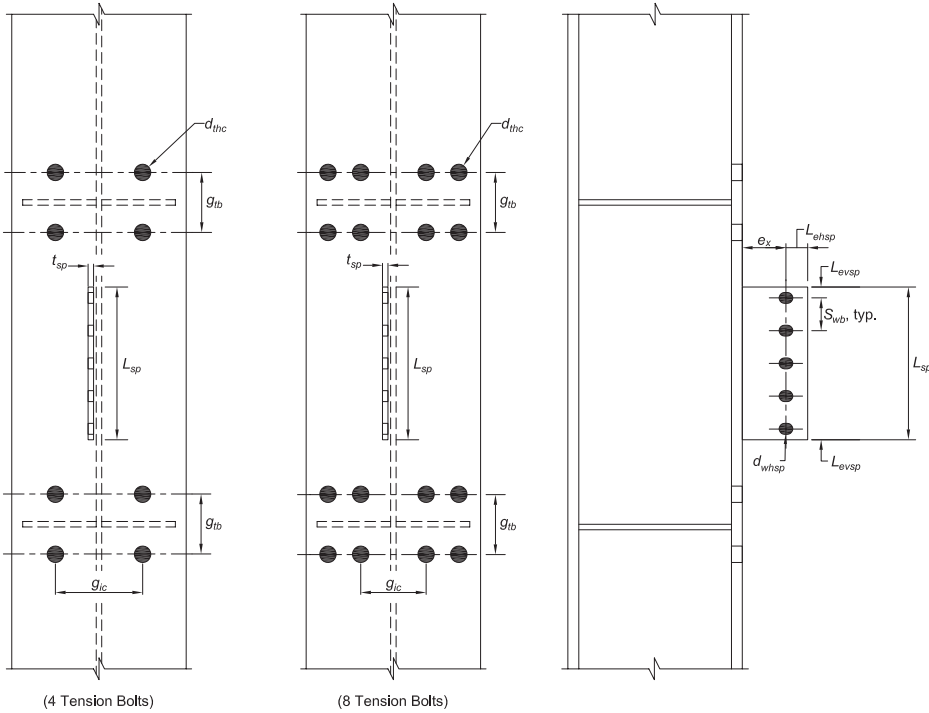 d_thc
g_tb
t_sp
L_sp
g_tb
g_ic
(4 Tension Bolts)
d_thc
g_tb
t_sp
L_sp
g_tb
g_ic
(8 Tension Bolts)
L_ehsp
e_x
L_evsp
S_wb, typ.
L_sp
d_whsp
L_evsp